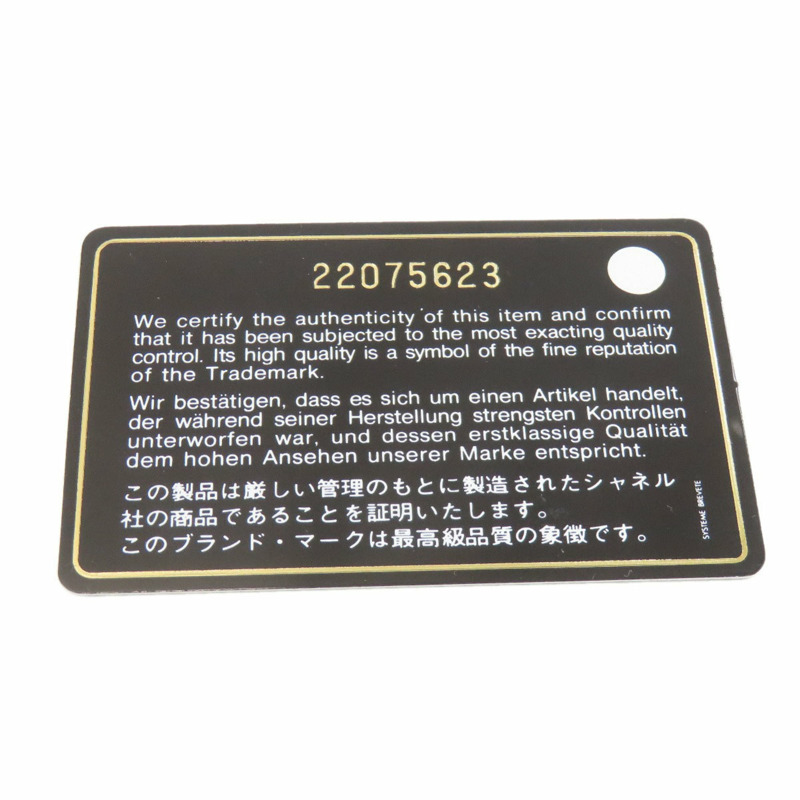 22075623
We certify the authenticity of this item and confirm
that it has been subjected to the most exacting quality
control. Its high quality is a symbol of the fine reputation
of the Trademark.
Wir bestätigen, dass es sich um einen Artikel handelt,
der während seiner Herstellung strengsten Kontrollen
unterworfen war, und dessen erstklassige Qualität
dem hohen Ansehen unserer Marke entspricht.
この製品は厳しい管理のもとに製造されたシャネル
社の商品であることを証明いたします。
このブランド・マークは最高級品質の象徴です。
SYSTEME BREVETE